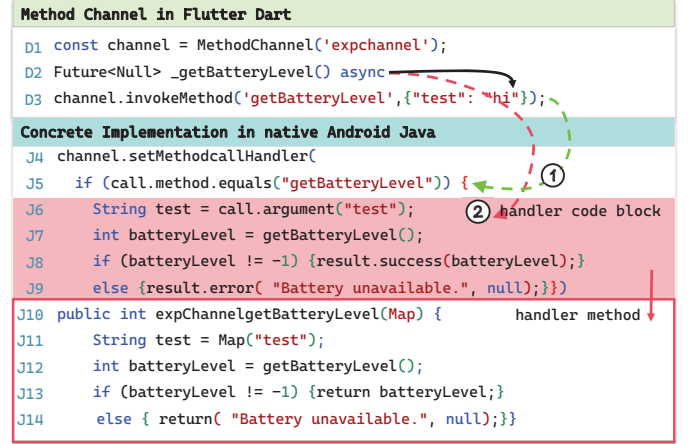 Method Channel in Flutter Dart
D1 const channel = MethodChannel('expchannel');
D2 Future<Null> _getBatteryLevel() async
D3 channel.invokeMethod('getBatteryLevel',{"test": "hi"});
Concrete Implementation in native Android Java
J4 channel.setMethodcallHandler(
J5 if (call.method.equals("getBatteryLevel")) {
1
J6 String test = call.argument("test");
2 handler code block
J7 int batteryLevel = getBatteryLevel();
J8 if (batteryLevel != -1) {result.success(batteryLevel);}
J9 else {result.error( "Battery unavailable.", null);}})
J10 public int expChannelgetBatteryLevel(Map) { handler method
J11 String test = Map("test");
J12 int batteryLevel = getBatteryLevel();
J13 if (batteryLevel != -1) {return batteryLevel;}
J14 else { return( "Battery unavailable.", null);}}